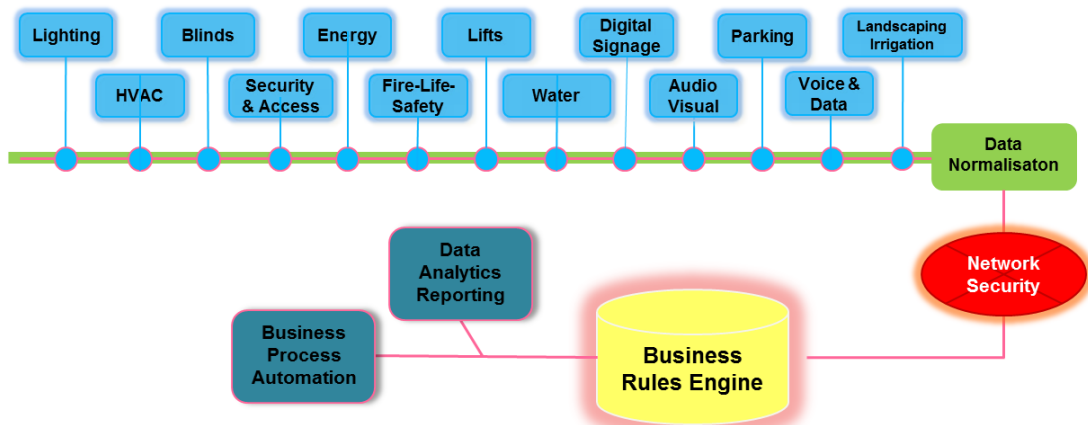 Lighting
Blinds
Energy
Lifts
Digital
Signage
Parking
Landscaping
Irrigation
HVAC
Security
& Access
Fire-Life-
Safety
Water
Audio
Visual
Voice &
Data
Data
Normalisaton
Network
Security
Data
Analytics
Reporting
Business
Process
Automation
Business
Rules Engine